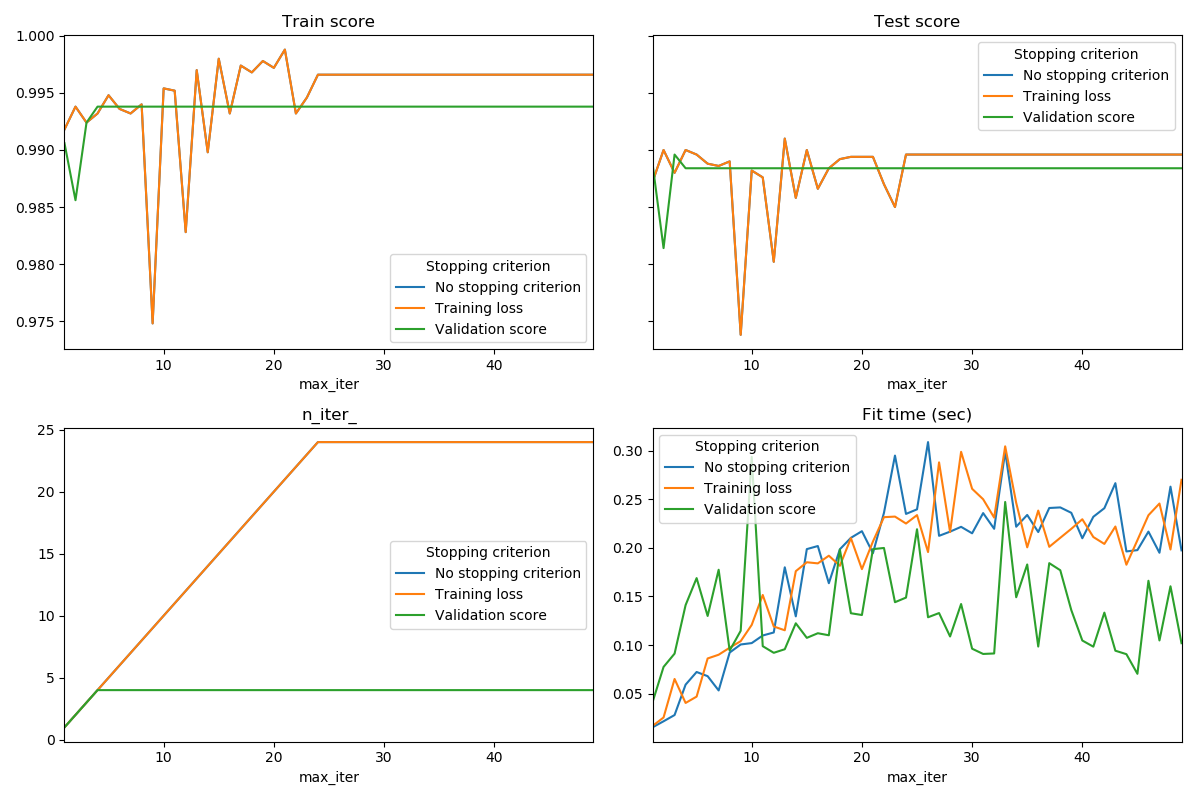 Train score
1.000
0.995
0.990
0.985
0.980
0.975
Stopping criterion
No stopping criterion
Training loss
Validation score
10 20 30 40
max_iter
Test score
Stopping criterion
No stopping criterion
Training loss
Validation score
10 20 30 40
max_iter
n_iter_
25
20
15
10
5
0
Stopping criterion
No stopping criterion
Training loss
Validation score
10 20 30 40
max_iter
Fit time (sec)
0.30
0.25
0.20
0.15
0.10
0.05
Stopping criterion
No stopping criterion
Training loss
Validation score
10 20 30 40
max_iter